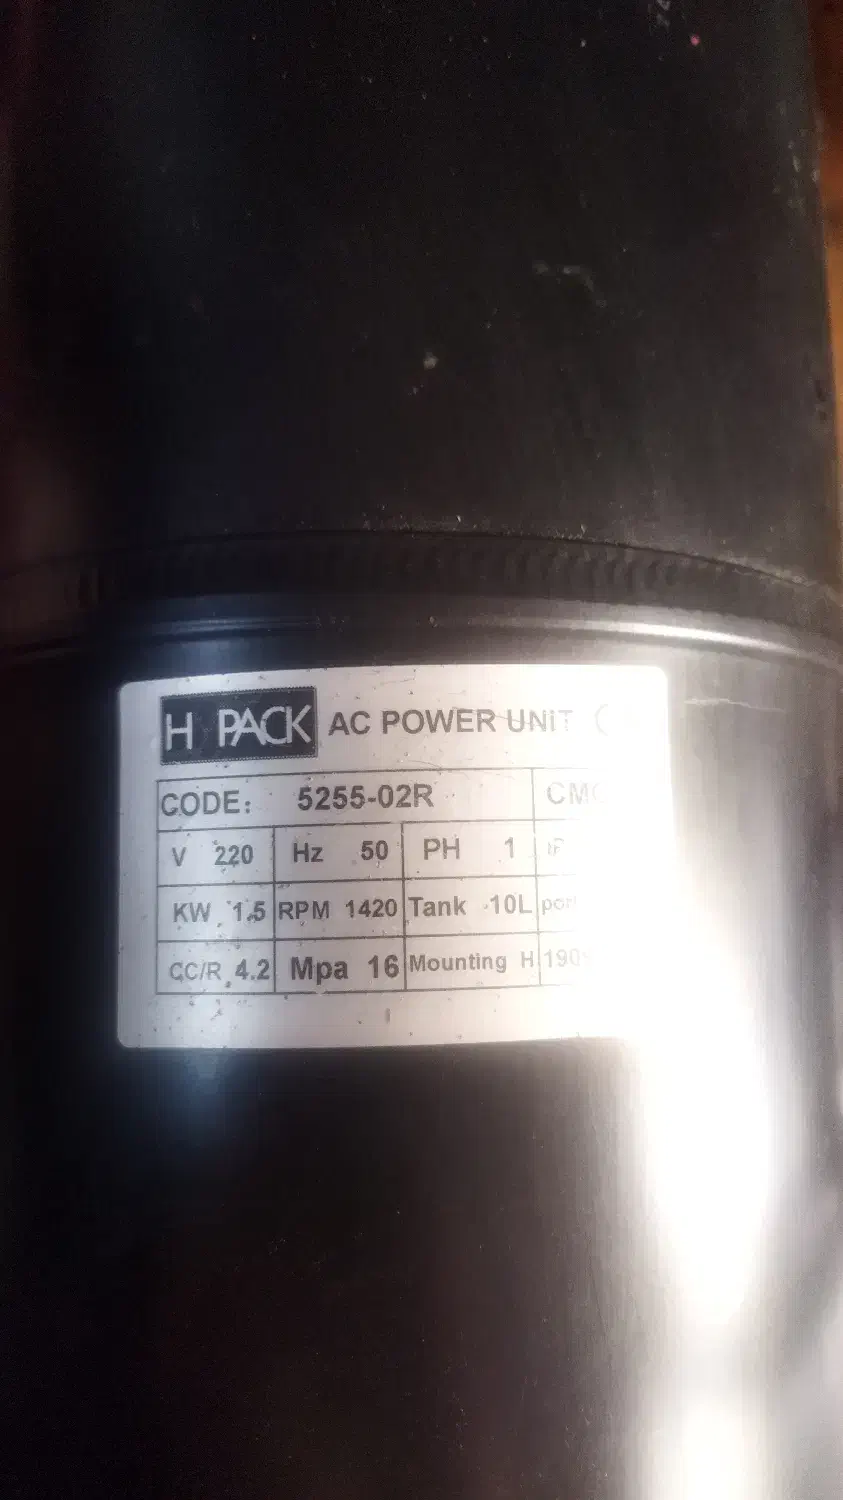 H PACK AC POWER UNIT
CODE: 5255-02R
V 220 Hz 50 PH 1
KW 1.5 RPM 1420 Tank 10L
CC/R 4.2 Mpa 16 Mounting H